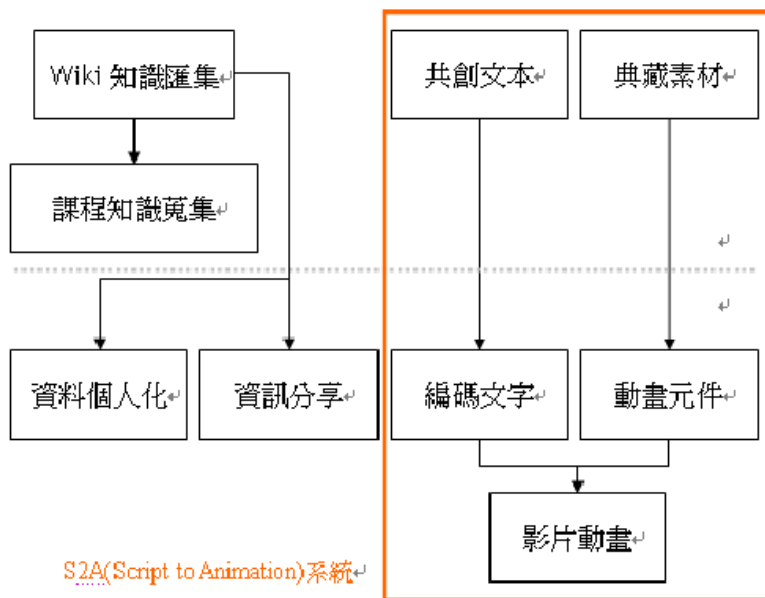 Wiki 知識匯集
共創文本
典藏素材
課程知識蒐集
資料個人化
資訊分享
編碼文字
動畫元件
影片動畫
S2A(Script to Animation)系統